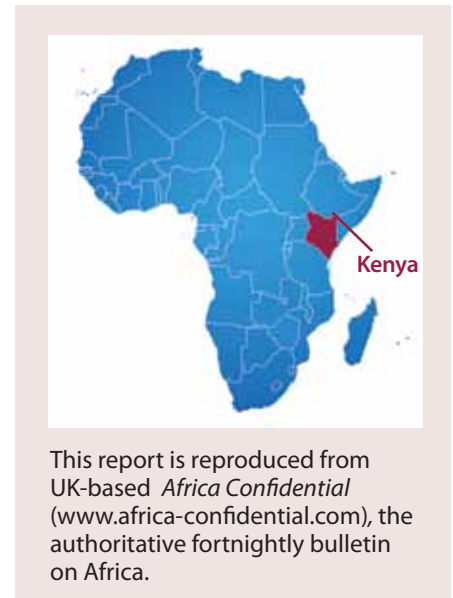 Kenya
This report is reproduced from
UK-based Africa Confidential
(www.africa-confidential.com), the
authoritative fortnightly bulletin
on Africa.